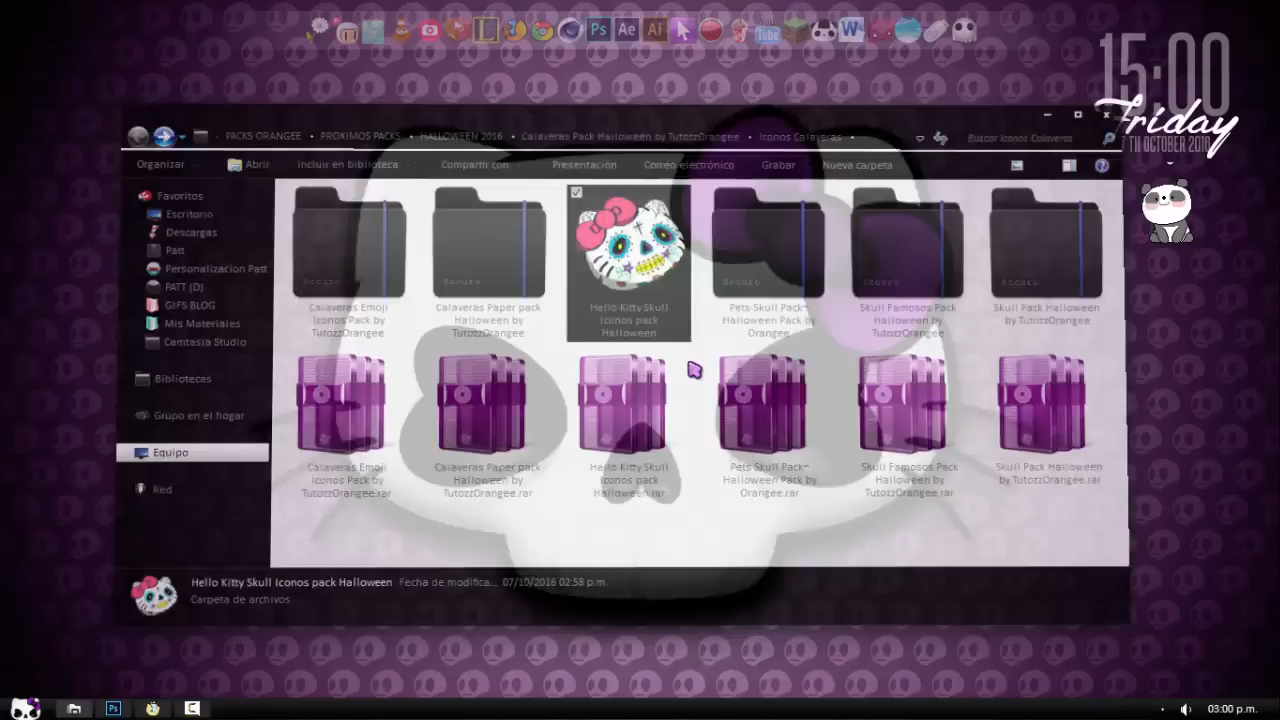 Ps Ae Ai You Tube W
15:00
Friday
7 TH OCTOBER 2016
PACKS ORANGEE • PROXIMOS PACKS • HALLOWEEN 2016 • Calaveras Pack Halloween by TutozzOrangee • Iconos Calaveras •
Buscar Iconos Calaveras
Organizar Abrir Incluir en biblioteca Compartir con Presentación Correo electrónico Grabar Nueva carpeta
Favoritos
Escritorio
Descargas
Patt
Personalizacion Patt
PATT (D)
GIFS BLOG
Mis Materiales
Camtasia Studio
Bibliotecas
Grupo en el hogar
Equipo
Red
Calaveras Emoji
Iconos Pack by
TutozzOrangee
Calaveras Paper pack
Halloween by
TutozzOrangee
Hello Kitty Skull
Iconos pack
Halloween
Pets Skull Pack~
Halloween Pack by
Orangee
Skull Famosos Pack
Halloween by
TutozzOrangee
Skull Pack Halloween
by TutozzOrangee
Calaveras Emoji
Iconos Pack by
TutozzOrangee.rar
Calaveras Paper pack
Halloween by
TutozzOrangee.rar
Hello Kitty Skull
Iconos pack
Halloween.rar
Pets Skull Pack~
Halloween Pack by
Orangee.rar
Skull Famosos Pack
Halloween by
TutozzOrangee.rar
Skull Pack Halloween
by TutozzOrangee.rar
Hello Kitty Skull Iconos pack Halloween Fecha de modifica... 07/10/2016 02:58 p.m.
Carpeta de archivos
Ps
03:00 p.m.